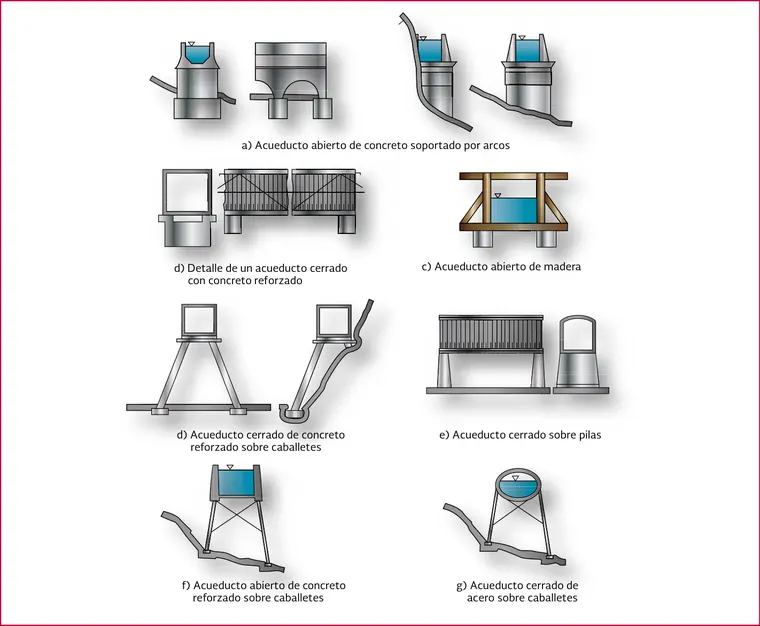 a) Acueducto abierto de concreto soportado por arcos
d) Detalle de un acueducto cerrado
con concreto reforzado
c) Acueducto abierto de madera
d) Acueducto cerrado de concreto
reforzado sobre caballetes
e) Acueducto cerrado sobre pilas
f) Acueducto abierto de concreto
reforzado sobre caballetes
g) Acueducto cerrado de
acero sobre caballetes